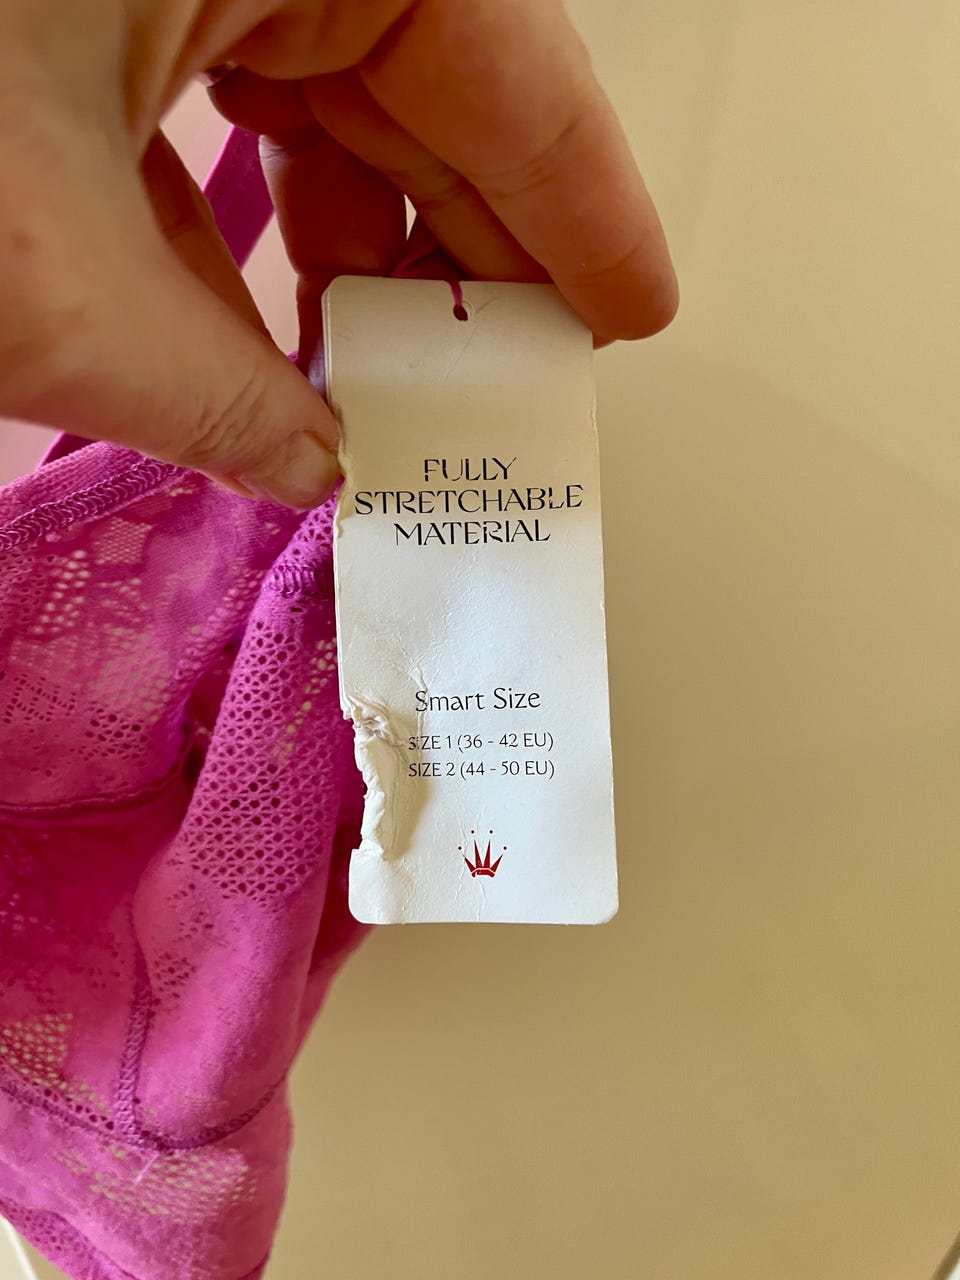 FULLY
STRETCHABLE
MATERIAL
Smart Size
SIZE 1 (36 - 42 EU)
SIZE 2 (44 - 50 EU)